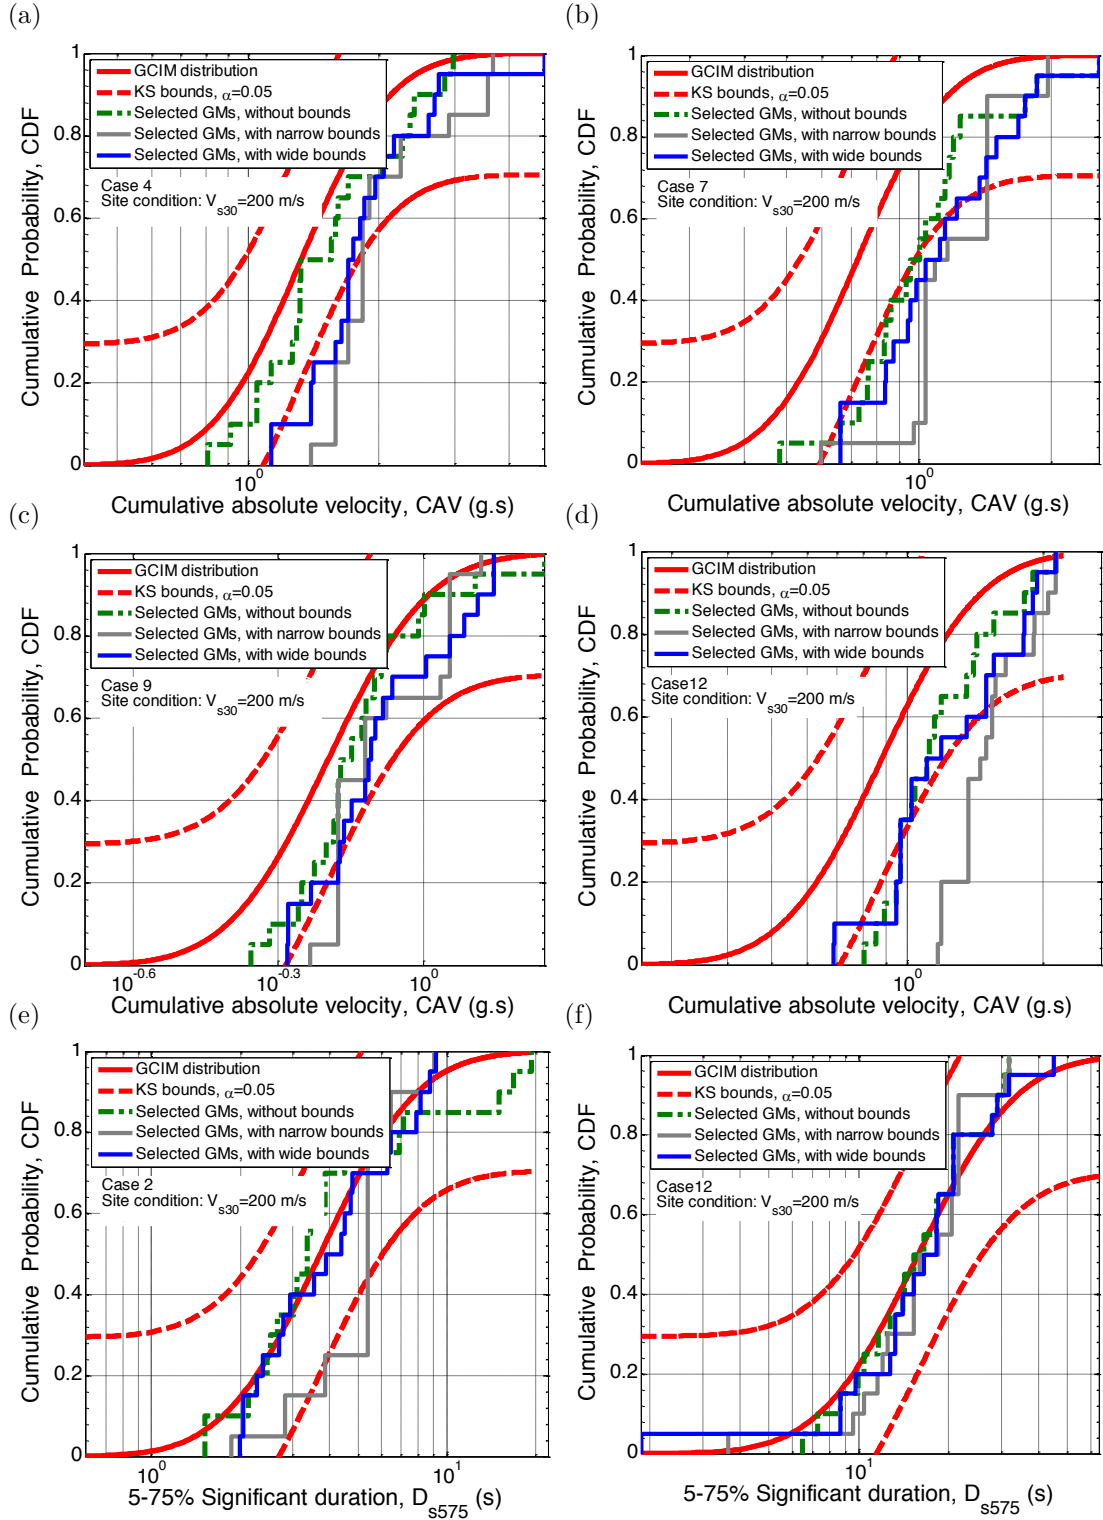 (a)
(b)
1
0.8
0.6
0.4
0.2
0
Cumulative Probability, CDF
GCIM distribution
KS bounds, α=0.05
Selected GMs, without bounds
Selected GMs, with narrow bounds
Selected GMs, with wide bounds
Case 4
Site condition: Vs30=200 m/s
10^0
Cumulative absolute velocity, CAV (g.s)
1
0.8
0.6
0.4
0.2
0
Cumulative Probability, CDF
GCIM distribution
KS bounds, α=0.05
Selected GMs, without bounds
Selected GMs, with narrow bounds
Selected GMs, with wide bounds
Case 7
Site condition: Vs30=200 m/s
10^0
Cumulative absolute velocity, CAV (g.s)
(c)
(d)
1
0.8
0.6
0.4
0.2
0
Cumulative Probability, CDF
GCIM distribution
KS bounds, α=0.05
Selected GMs, without bounds
Selected GMs, with narrow bounds
Selected GMs, with wide bounds
Case 9
Site condition: Vs30=200 m/s
10^-0.6
10^-0.3
10^0
Cumulative absolute velocity, CAV (g.s)
1
0.8
0.6
0.4
0.2
0
Cumulative Probability, CDF
GCIM distribution
KS bounds, α=0.05
Selected GMs, without bounds
Selected GMs, with narrow bounds
Selected GMs, with wide bounds
Case12
Site condition: Vs30=200 m/s
10^0
Cumulative absolute velocity, CAV (g.s)
(e)
(f)
1
0.8
0.6
0.4
0.2
0
Cumulative Probability, CDF
GCIM distribution
KS bounds, α=0.05
Selected GMs, without bounds
Selected GMs, with narrow bounds
Selected GMs, with wide bounds
Case 2
Site condition: Vs30=200 m/s
10^0
10^1
5-75% Significant duration, Ds575 (s)
1
0.8
0.6
0.4
0.2
0
Cumulative Probability, CDF
GCIM distribution
KS bounds, α=0.05
Selected GMs, without bounds
Selected GMs, with narrow bounds
Selected GMs, with wide bounds
Case12
Site condition: Vs30=200 m/s
10^1
5-75% Significant duration, Ds575 (s)